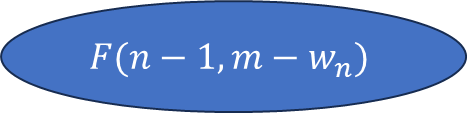 F(n − 1, m − wₙ)